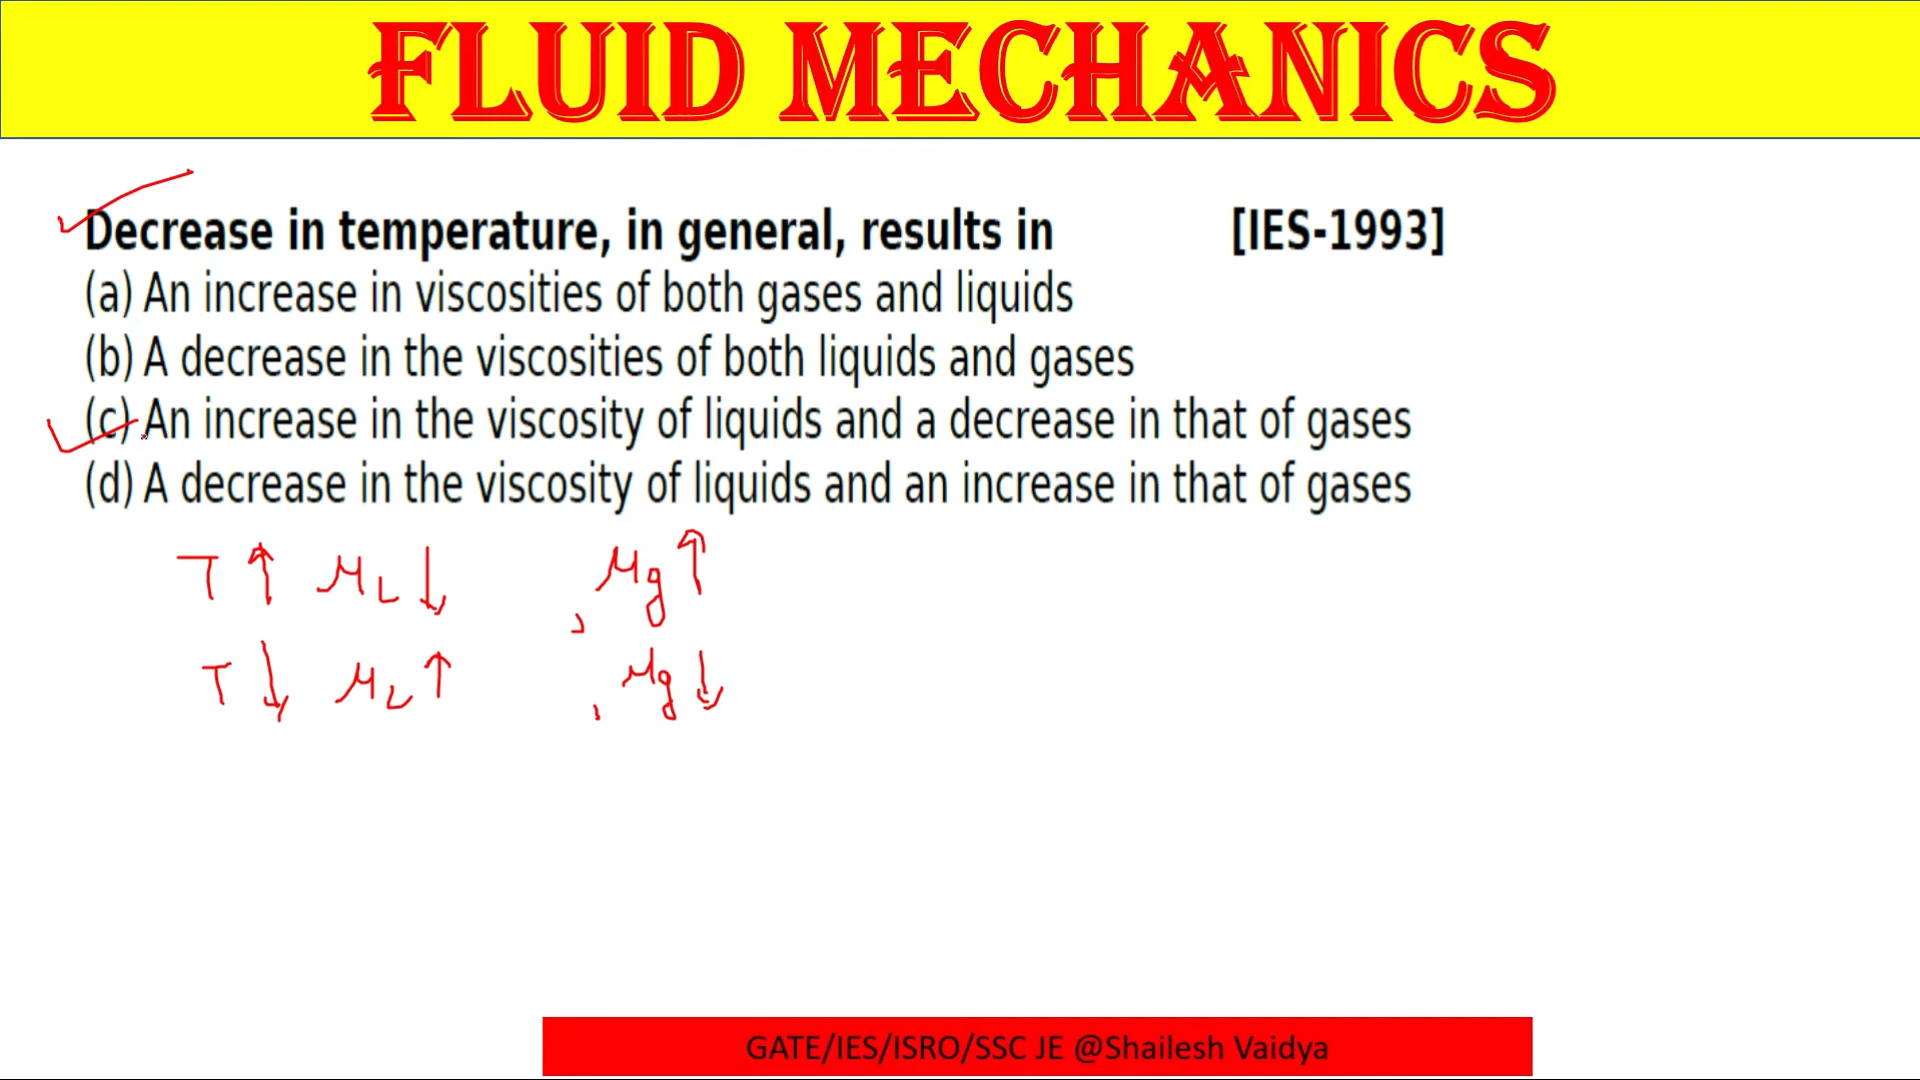 FLUID MECHANICS
Decrease in temperature, in general, results in [IES-1993]
(a) An increase in viscosities of both gases and liquids
(b) A decrease in the viscosities of both liquids and gases
(c) An increase in the viscosity of liquids and a decrease in that of gases
(d) A decrease in the viscosity of liquids and an increase in that of gases
T ↑ μL ↓ , μg ↑
T ↓ μL ↑ , μg ↓
GATE/IES/ISRO/SSC JE @Shailesh Vaidya